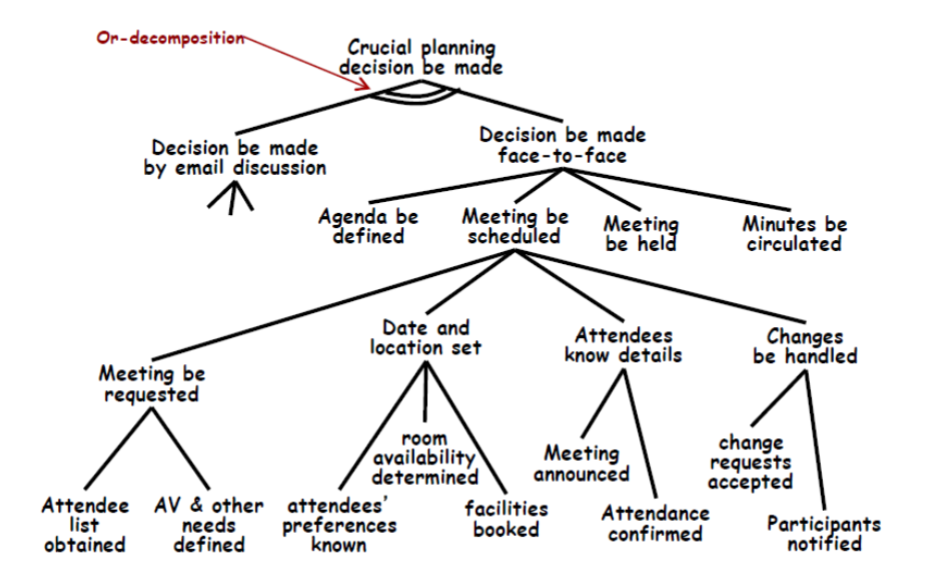 Or-decomposition
Crucial planning
decision be made
Decision be made
by email discussion
Decision be made
face-to-face
Agenda be
defined
Meeting be
scheduled
Meeting
be held
Minutes be
circulated
Meeting be
requested
Date and
location set
Attendees
know details
Changes
be handled
Attendee
list
obtained
AV & other
needs
defined
attendees'
preferences
known
room
availability
determined
facilities
booked
Meeting
announced
Attendance
confirmed
change
requests
accepted
Participants
notified